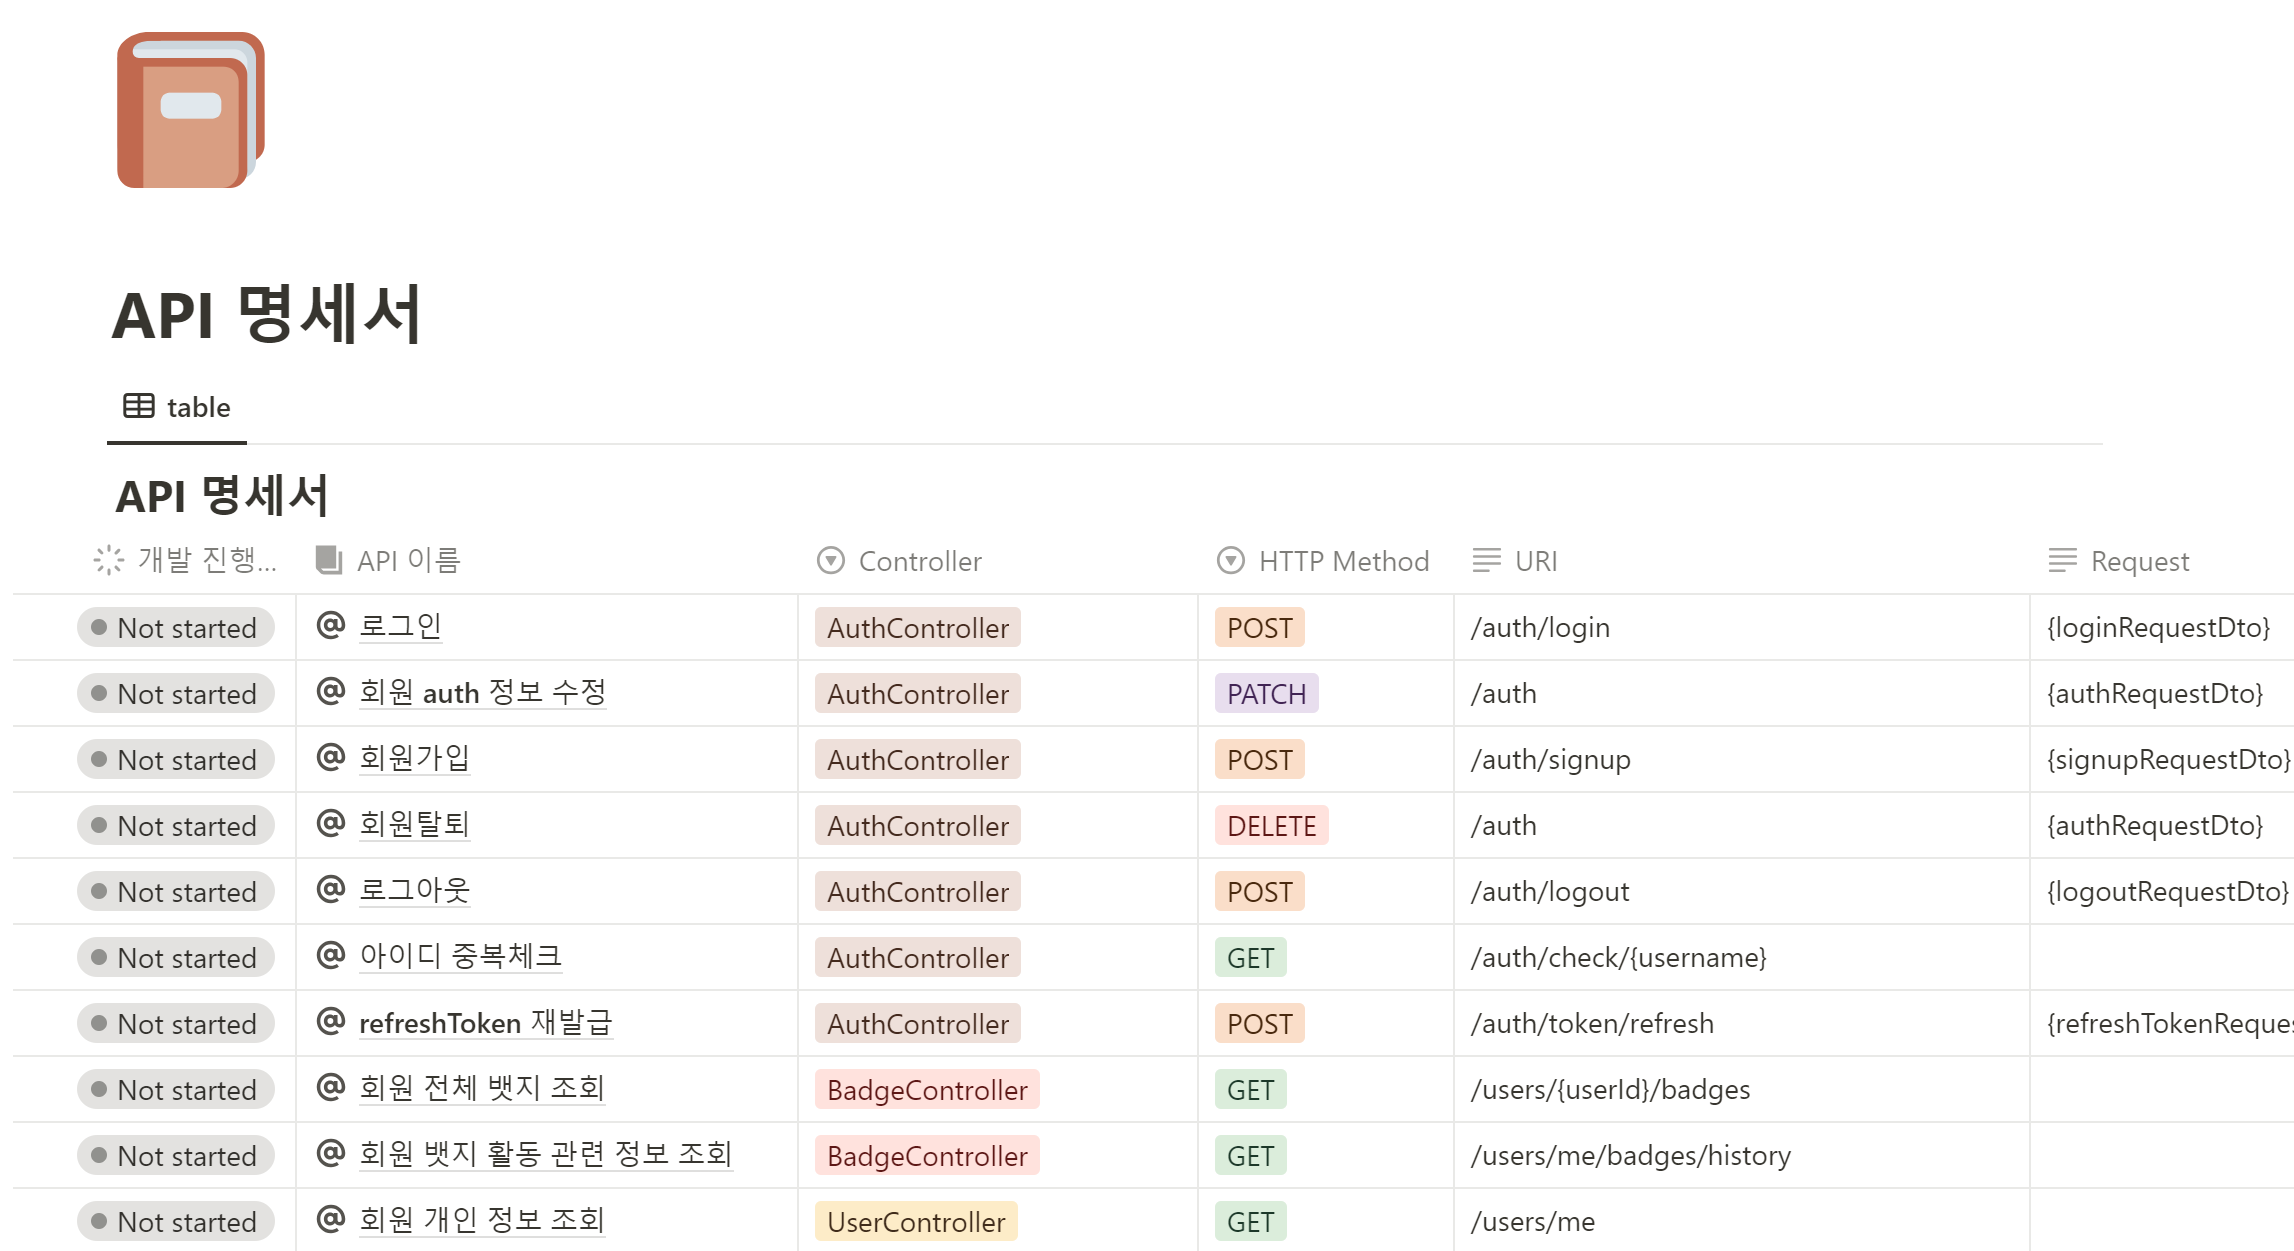 API 명세서
table
API 명세서
개발 진행... API 이름 Controller HTTP Method URI Request
Not started @ 로그인 AuthController POST /auth/login {loginRequestDto}
Not started @ 회원 auth 정보 수정 AuthController PATCH /auth {authRequestDto}
Not started @ 회원가입 AuthController POST /auth/signup {signupRequestDto}
Not started @ 회원탈퇴 AuthController DELETE /auth {authRequestDto}
Not started @ 로그아웃 AuthController POST /auth/logout {logoutRequestDto}
Not started @ 아이디 중복체크 AuthController GET /auth/check/{username}
Not started @ refreshToken 재발급 AuthController POST /auth/token/refresh {refreshTokenReques
Not started @ 회원 전체 뱃지 조회 BadgeController GET /users/{userId}/badges
Not started @ 회원 뱃지 활동 관련 정보 조회 BadgeController GET /users/me/badges/history
Not started @ 회원 개인 정보 조회 UserController GET /users/me